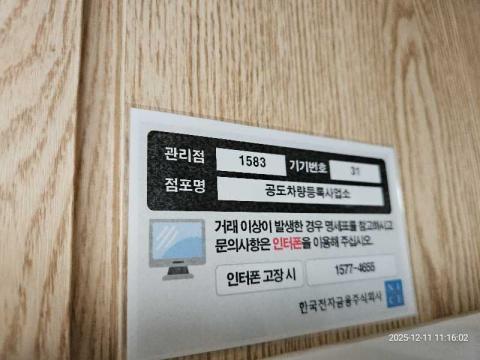 관리점 1583 기기번호 31
점포명 공도차량등록사업소
거래 이상이 발생한 경우 명세표를 참고하시고
문의사항은 인터폰을 이용해 주십시오.
인터폰 고장 시 1577-4655
한국전자금융주식회사 NICE
2025-12-11 11:16:02